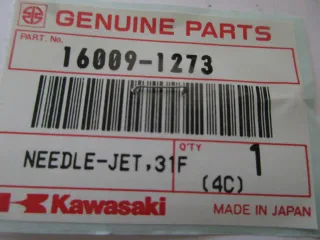 GENUINE PARTS
PART. No.
16009-1273
NEEDLE-JET,31F
Q'TY
1
(4C)
Kawasaki
MADE IN JAPAN